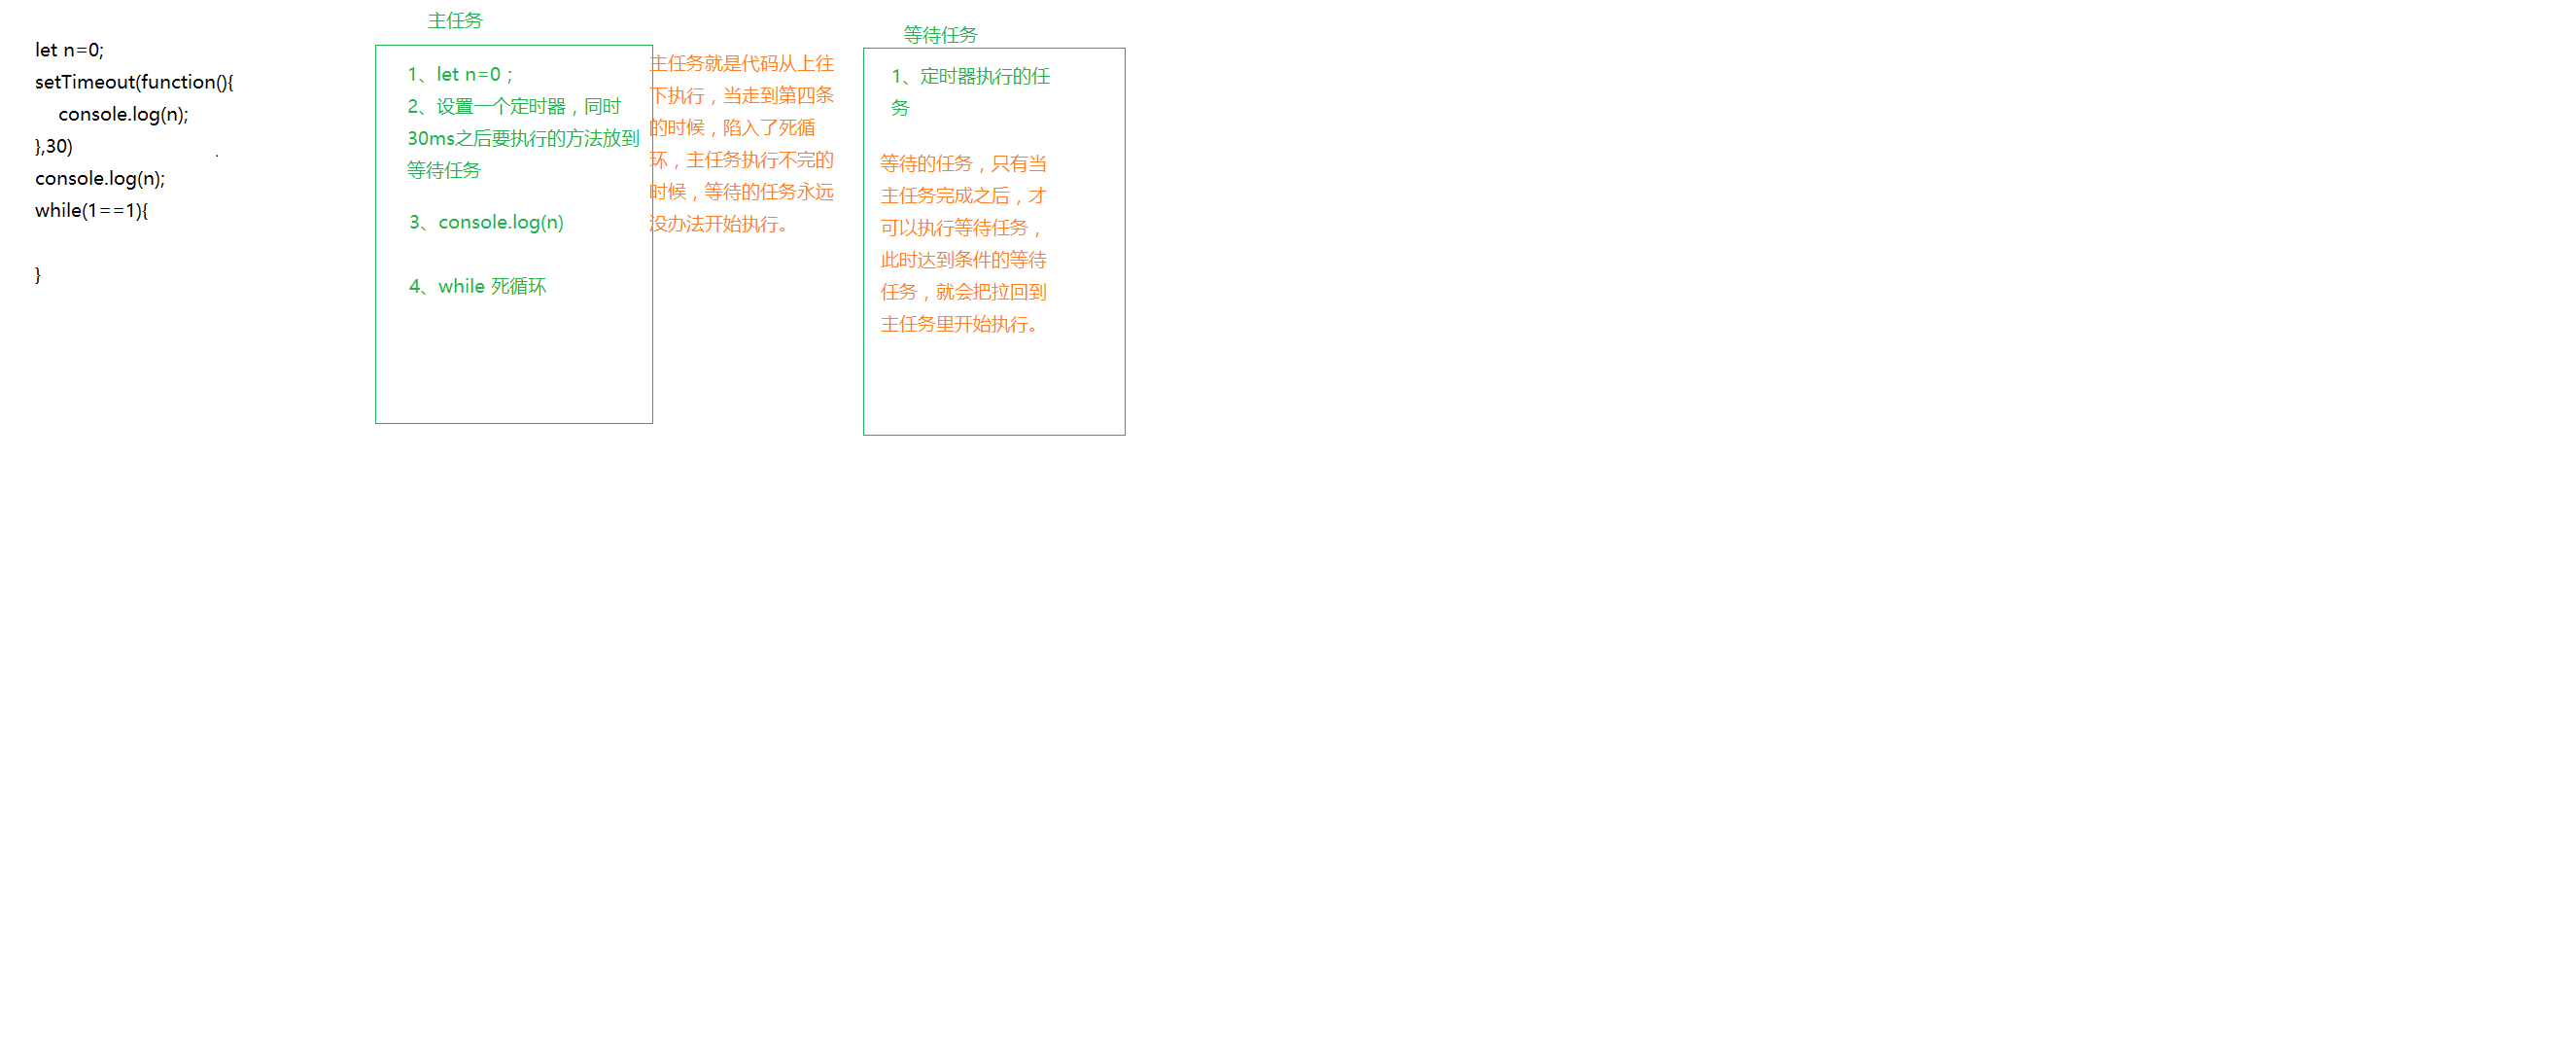 let n=0;
setTimeout(function(){
console.log(n);
},30)
console.log(n);
while(1==1){
}
主任务
1、let n=0；
2、设置一个定时器，同时
30ms之后要执行的方法放到
等待任务
3、console.log(n)
4、while 死循环
主任务就是代码从上往
下执行，当走到第四条
的时候，陷入了死循
环，主任务执行不完的
时候，等待的任务永远
没办法开始执行。
等待任务
1、定时器执行的任
务
等待的任务，只有当
主任务完成之后，才
可以执行等待任务，
此时达到条件的等待
任务，就会把拉回到
主任务里开始执行。